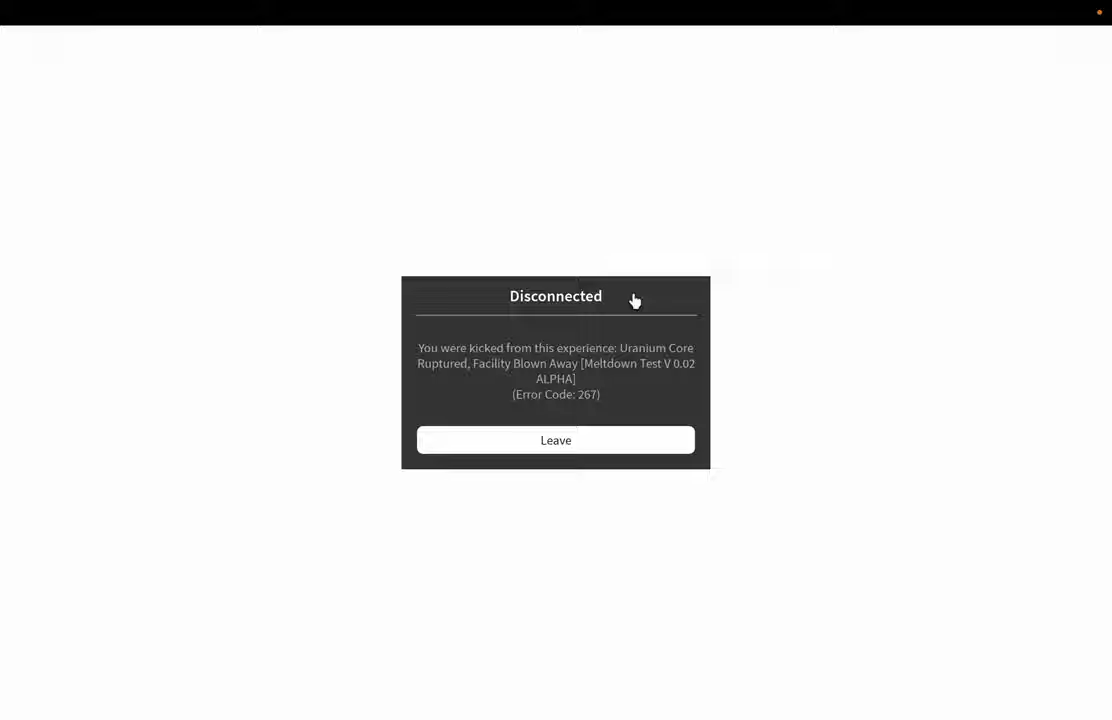 Disconnected
You were kicked from this experience: Uranium Core
Ruptured, Facility Blown Away [Meltdown Test V 0.02
ALPHA]
(Error Code: 267)
Leave